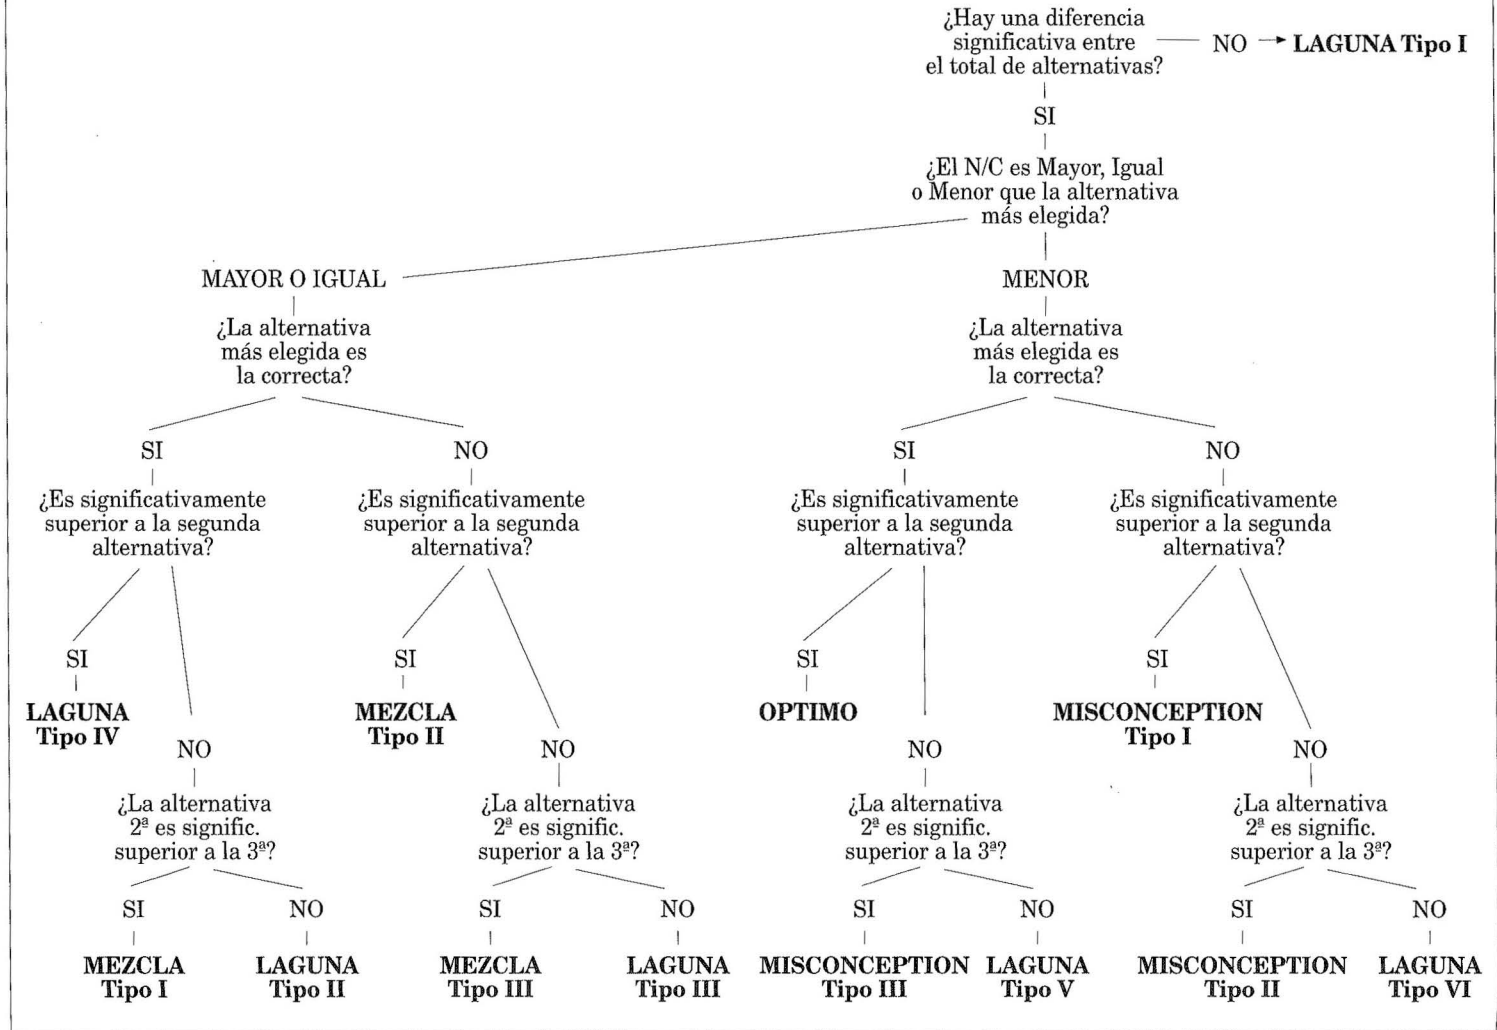 ¿Hay una diferencia
significativa entre
el total de alternativas?
NO
LAGUNA Tipo I
SI
¿El N/C es Mayor, Igual
o Menor que la alternativa
más elegida?
MAYOR O IGUAL
MENOR
¿La alternativa
más elegida es
la correcta?
¿La alternativa
más elegida es
la correcta?
SI
NO
SI
NO
¿Es significativamente
superior a la segunda
alternativa?
¿Es significativamente
superior a la segunda
alternativa?
¿Es significativamente
superior a la segunda
alternativa?
¿Es significativamente
superior a la segunda
alternativa?
SI
SI
SI
SI
LAGUNA
Tipo IV
MEZCLA
Tipo II
OPTIMO
MISCONCEPTION
Tipo I
NO
NO
NO
NO
¿La alternativa
2ª es signific.
superior a la 3ª?
¿La alternativa
2ª es signific.
superior a la 3ª?
¿La alternativa
2ª es signific.
superior a la 3ª?
¿La alternativa
2ª es signific.
superior a la 3ª?
SI
NO
SI
NO
SI
NO
SI
NO
MEZCLA
Tipo I
LAGUNA
Tipo II
MEZCLA
Tipo III
LAGUNA
Tipo III
MISCONCEPTION
Tipo III
LAGUNA
Tipo V
MISCONCEPTION
Tipo II
LAGUNA
Tipo VI